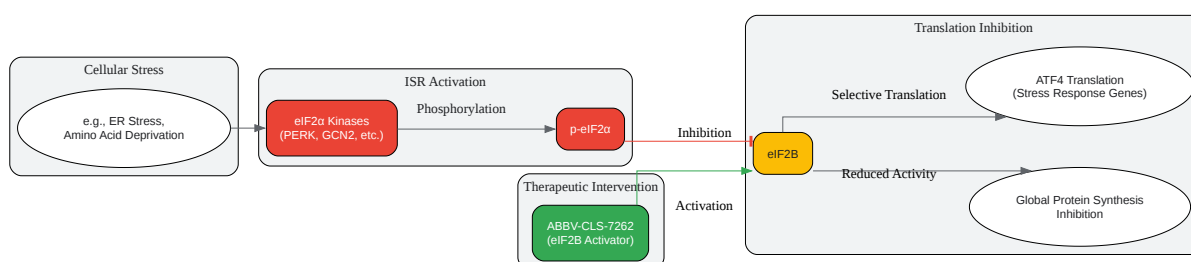 Cellular Stress
e.g., ER Stress,
Amino Acid Deprivation
ISR Activation
eIF2α Kinases
(PERK, GCN2, etc.)
Phosphorylation
p-eIF2α
Inhibition
Therapeutic Intervention
ABBV-CLS-7262
(eIF2B Activator)
Activation
Translation Inhibition
eIF2B
Selective Translation
ATF4 Translation
(Stress Response Genes)
Reduced Activity
Global Protein Synthesis
Inhibition